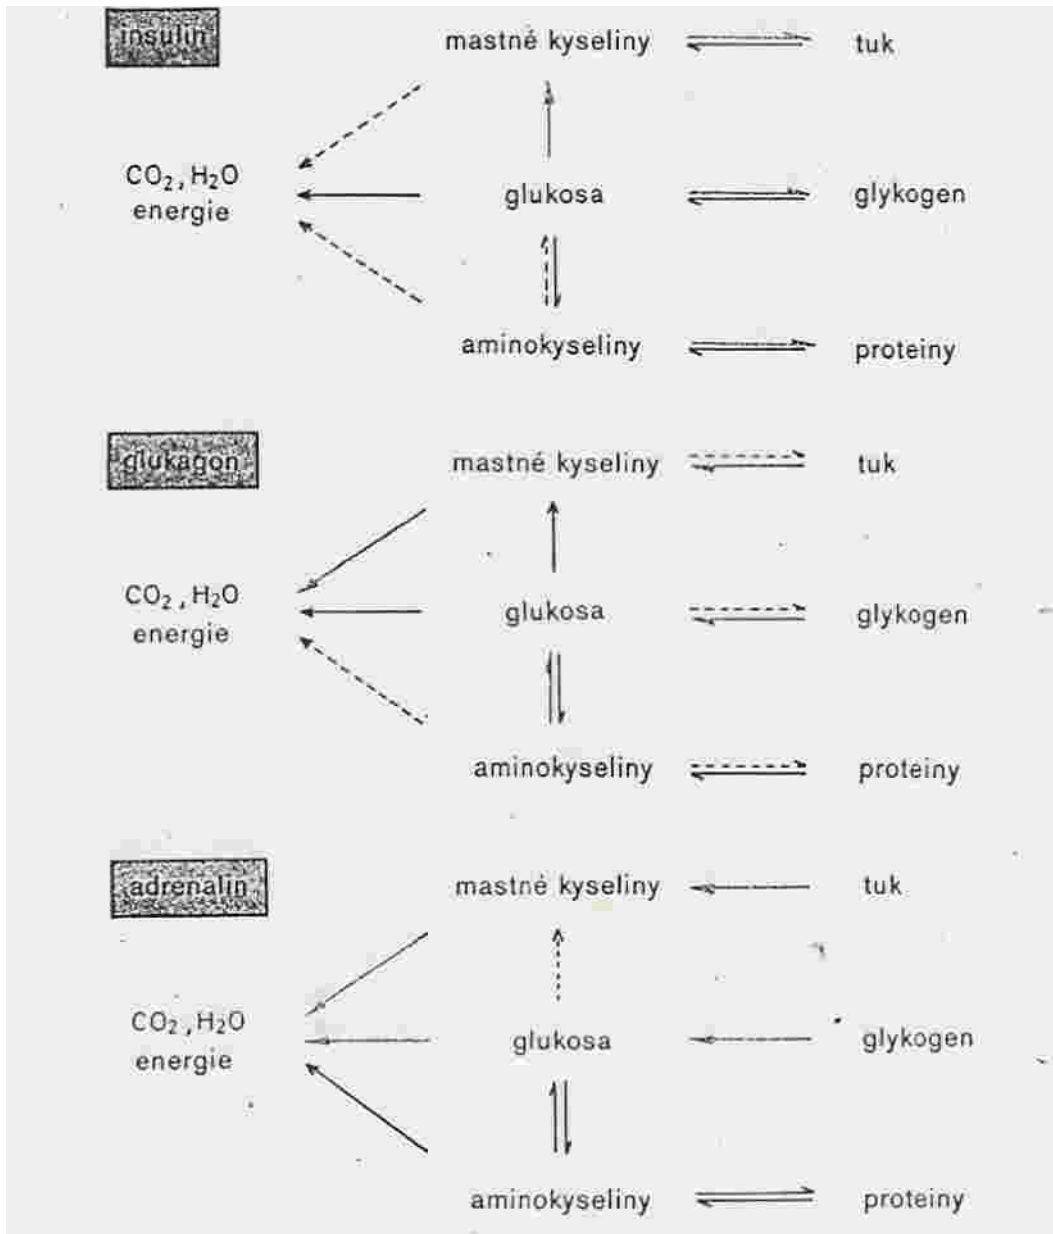 insulin
mastné kyseliny
tuk
CO₂, H₂O
energie
glukosa
glykogen
aminokyseliny
proteiny
glukagon
mastné kyseliny
tuk
CO₂, H₂O
energie
glukosa
glykogen
aminokyseliny
proteiny
adrenalin
mastné kyseliny
tuk
CO₂, H₂O
energie
glukosa
glykogen
aminokyseliny
proteiny